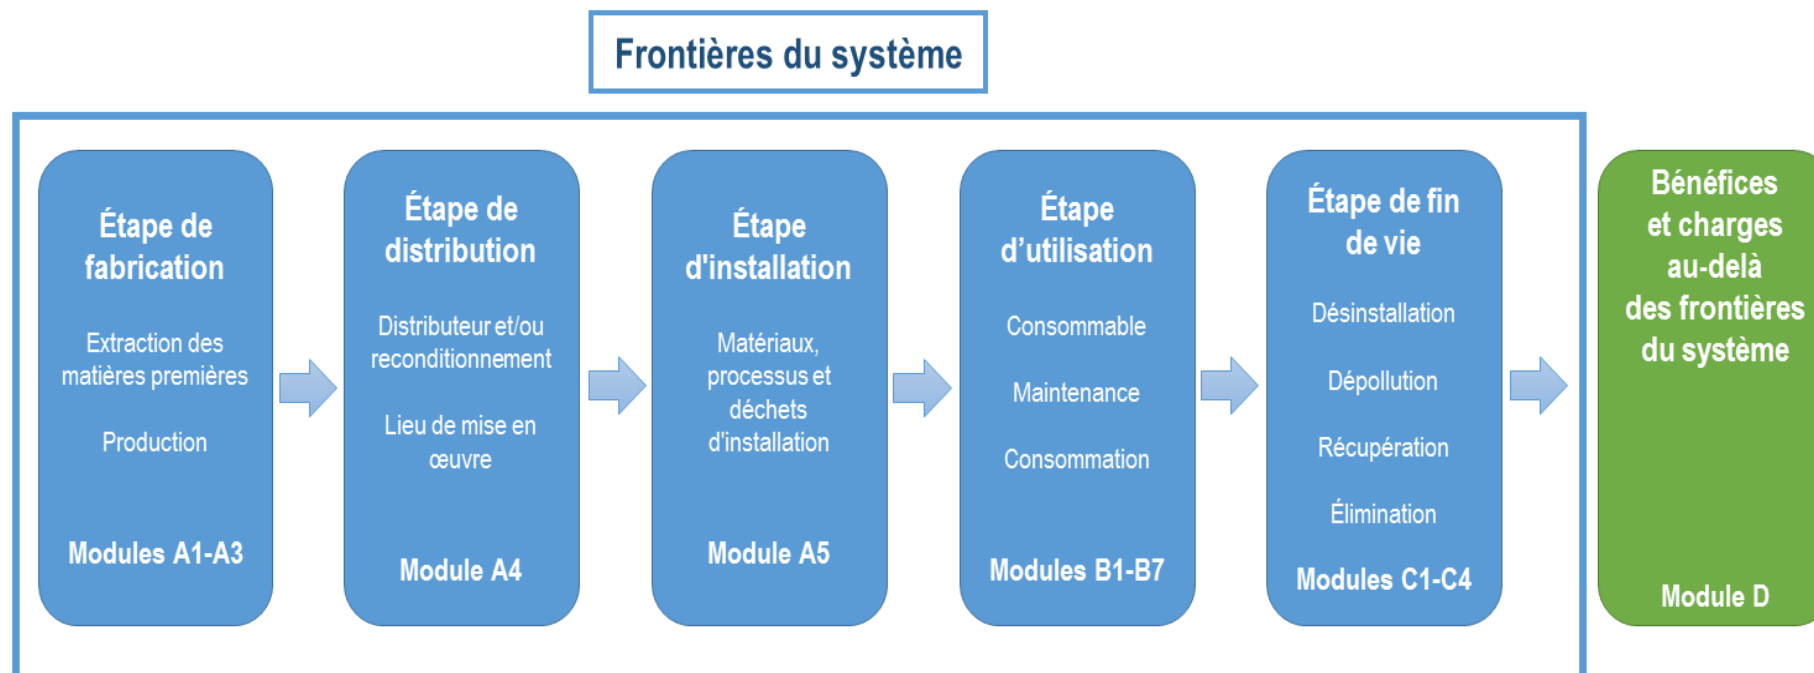 Frontières du système
Étape de
fabrication
Extraction des
matières premières
Production
Modules A1-A3
Étape de
distribution
Distributeur et/ou
reconditionnement
Lieu de mise en
œuvre
Module A4
Étape
d'installation
Matériaux,
processus et
déchets
d'installation
Module A5
Étape
d’utilisation
Consommable
Maintenance
Consommation
Modules B1-B7
Étape de fin
de vie
Désinstallation
Dépollution
Récupération
Élimination
Modules C1-C4
Bénéfices
et charges
au-delà
des frontières
du système
Module D